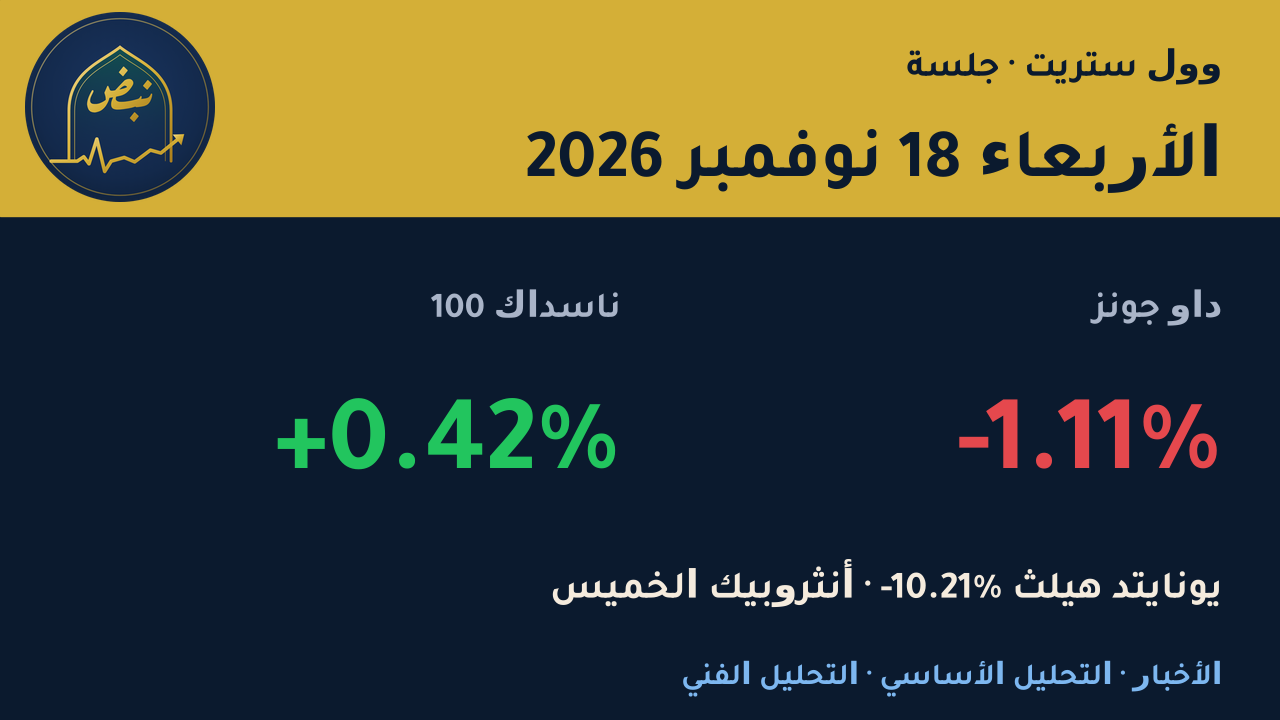 نبض
وول ستريت · جلسة
الأربعاء 18 نوفمبر 2026
داو جونز
ناسداك 100
-1.11%
+0.42%
يونايتد هيلث -10.21% · أنثروبيك الخميس
الأخبار · التحليل الأساسي · التحليل الفني